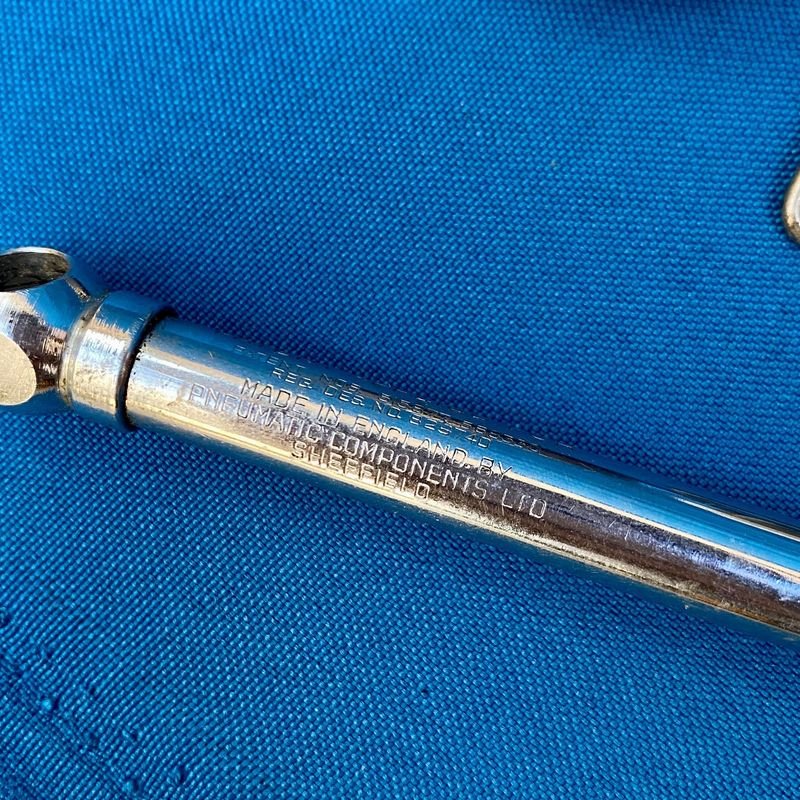 REG. DES. NO.
MADE IN ENGLAND BY
PNEUMATIC COMPONENTS LTD
SHEFFIELD